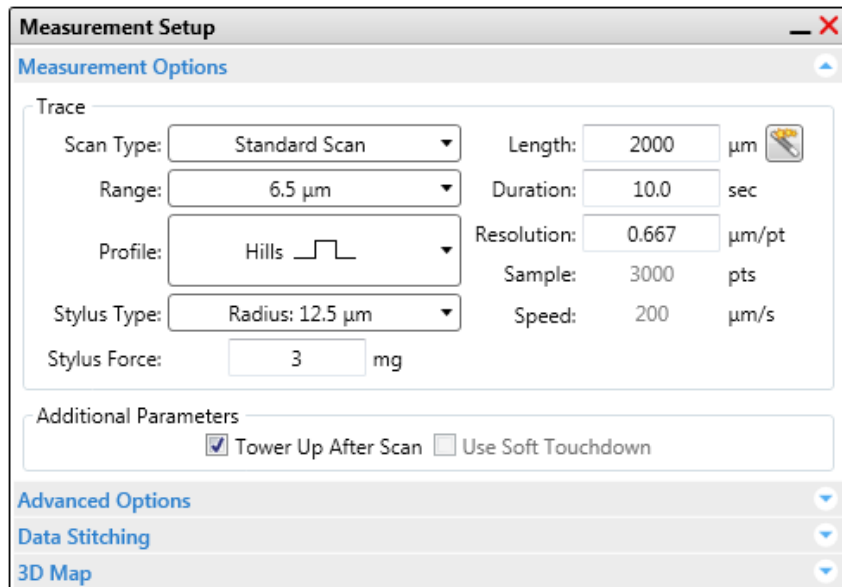 Measurement Setup
Measurement Options
Trace
Scan Type: Standard Scan Length: 2000 µm
Range: 6.5 µm Duration: 10.0 sec
Profile: Hills Resolution: 0.667 µm/pt
Sample: 3000 pts
Stylus Type: Radius: 12.5 µm Speed: 200 µm/s
Stylus Force: 3 mg
Additional Parameters
Tower Up After Scan Use Soft Touchdown
Advanced Options
Data Stitching
3D Map